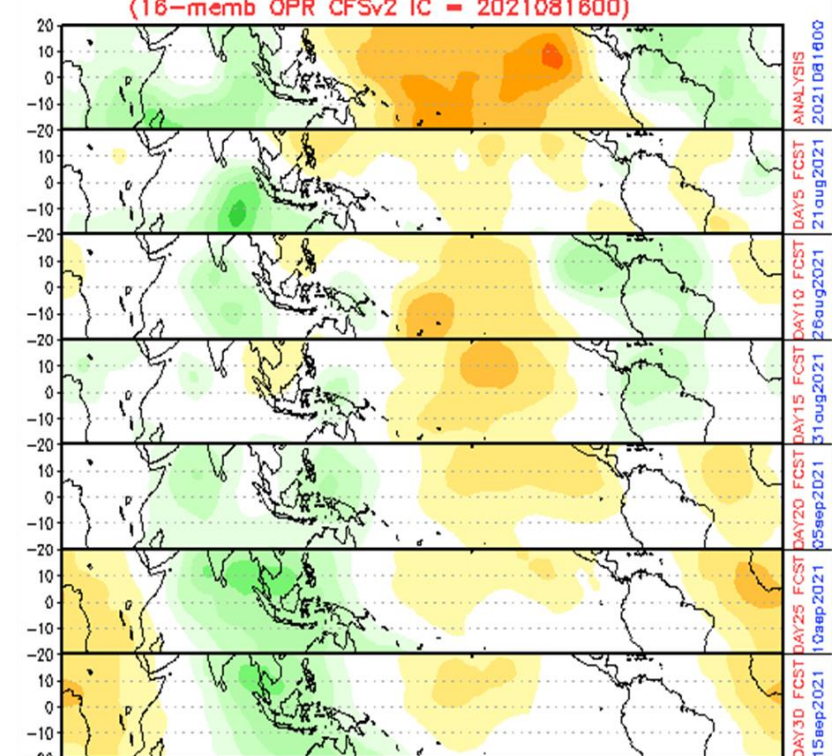 (16-memb OPR CFSv2 IC = 2021081600)
20
10
0
-10
-20
ANALYSIS
2021081600
10
0
-10
-20
DAY5 FCST
21aug2021
10
0
-10
-20
DAY10 FCST
26aug2021
10
0
-10
-20
DAY15 FCST
31aug2021
10
0
-10
-20
DAY20 FCST
05sep2021
10
0
-10
-20
DAY25 FCST
10sep2021
10
0
-10
DAY30 FCST
15sep2021